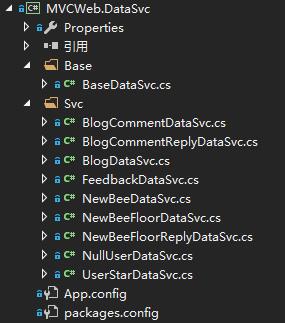 C# MVCWeb.DataSvc
Properties
引用
Base
C# BaseDataSvc.cs
Svc
C# BlogCommentDataSvc.cs
C# BlogCommentReplyDataSvc.cs
C# BlogDataSvc.cs
C# FeedbackDataSvc.cs
C# NewBeeDataSvc.cs
C# NewBeeFloorDataSvc.cs
C# NewBeeFloorReplyDataSvc.cs
C# NullUserDataSvc.cs
C# UserStarDataSvc.cs
App.config
packages.config